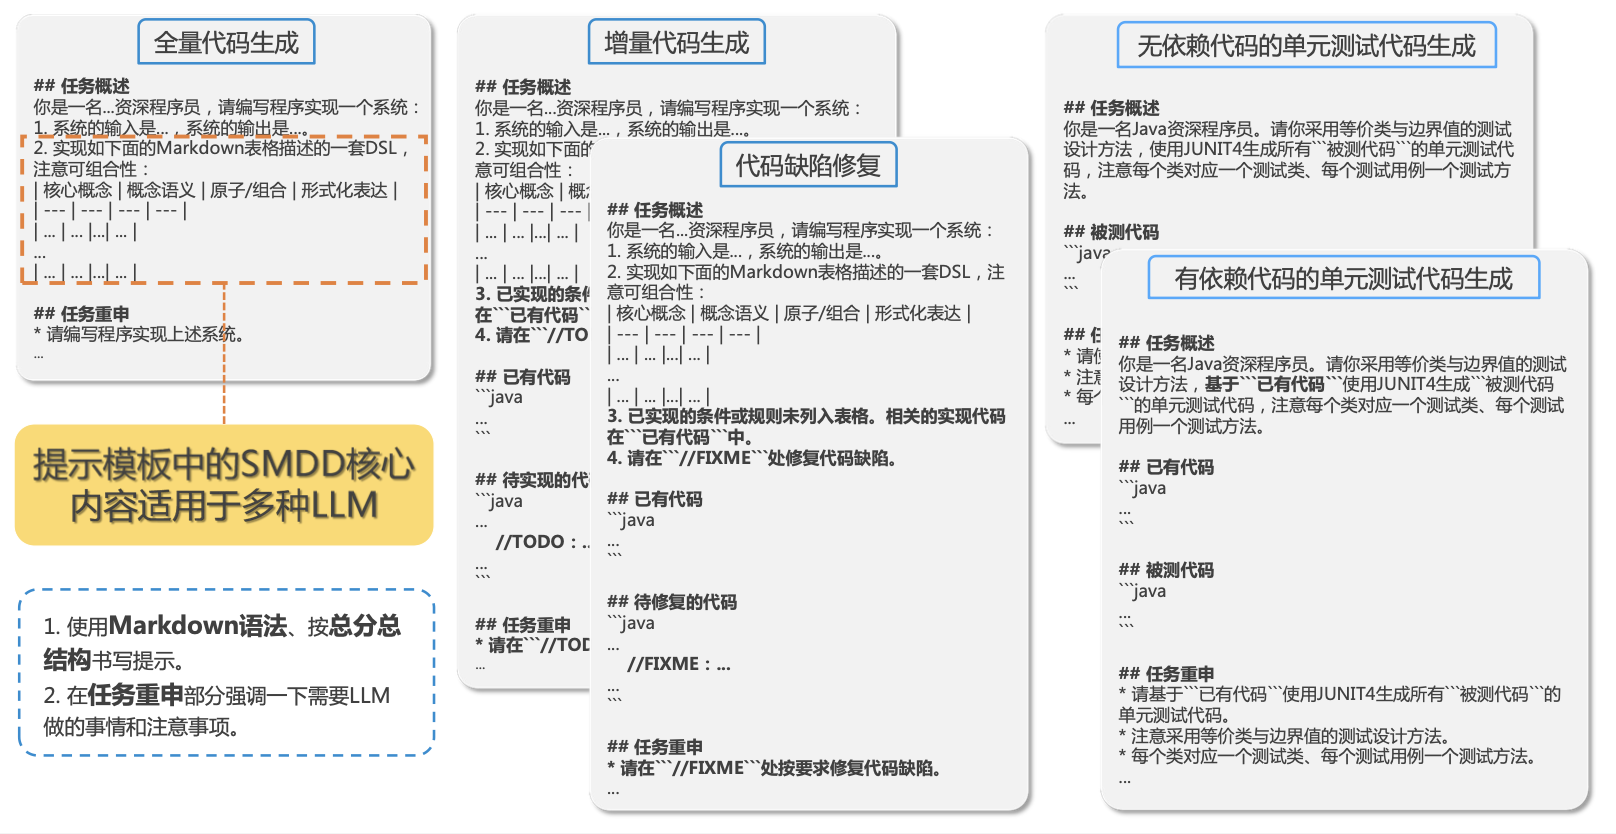 全量代码生成
## 任务概述
你是一名...资深程序员，请编写程序实现一个系统：
1. 系统的输入是...，系统的输出是...。
2. 实现如下面的Markdown表格描述的一套DSL，
注意可组合性：
| 核心概念 | 概念语义 | 原子/组合 | 形式化表达 |
| --- | --- | --- | --- |
| ... | ... |...| ... |
...
| ... | ... |...| ... |
## 任务重申
* 请编写程序实现上述系统。
...
提示模板中的SMDD核心
内容适用于多种LLM
1. 使用Markdown语法、按总分总
结构书写提示。
2. 在任务重申部分强调一下需要LLM
做的事情和注意事项。
增量代码生成
## 任务概述
你是一名...资深程序员，请编写程序实现一个系统：
1. 系统的输入是...，系统的输出是...。
2. 实现如下面的
意可组合性：
| 核心概念 | 概
| --- | --- | ---
| ... | ... |...| ... |
...
| ... | ... |...| ... |
3. 已实现的条件
在```已有代码```
4. 请在```//TO
## 已有代码
```java
...
```
## 待实现的代
```java
...
//TODO：..
...
```
## 任务重申
* 请在```//TOD
...
代码缺陷修复
## 任务概述
你是一名...资深程序员，请编写程序实现一个系统：
1. 系统的输入是...，系统的输出是...。
2. 实现如下面的Markdown表格描述的一套DSL，注
意可组合性：
| 核心概念 | 概念语义 | 原子/组合 | 形式化表达 |
| --- | --- | --- | --- |
| ... | ... |...| ... |
...
| ... | ... |...| ... |
3. 已实现的条件或规则未列入表格。相关的实现代码
在```已有代码```中。
4. 请在```//FIXME```处修复代码缺陷。
## 已有代码
```java
...
```
## 待修复的代码
```java
...
//FIXME：...
...
```
## 任务重申
* 请在```//FIXME```处按要求修复代码缺陷。
...
无依赖代码的单元测试代码生成
## 任务概述
你是一名Java资深程序员。请你采用等价类与边界值的测试
设计方法，使用JUNIT4生成所有```被测代码```的单元测试代
码，注意每个类对应一个测试类、每个测试用例一个测试方
法。
## 被测代码
```java
...
```
## 任
* 请使
* 注意
* 每个
...
有依赖代码的单元测试代码生成
## 任务概述
你是一名Java资深程序员。请你采用等价类与边界值的测试
设计方法，基于```已有代码```使用JUNIT4生成```被测代码
```的单元测试代码，注意每个类对应一个测试类、每个测试
用例一个测试方法。
## 已有代码
```java
...
```
## 被测代码
```java
...
```
## 任务重申
* 请基于```已有代码```使用JUNIT4生成所有```被测代码```的
单元测试代码。
* 注意采用等价类与边界值的测试设计方法。
* 每个类对应一个测试类、每个测试用例一个测试方法。
...